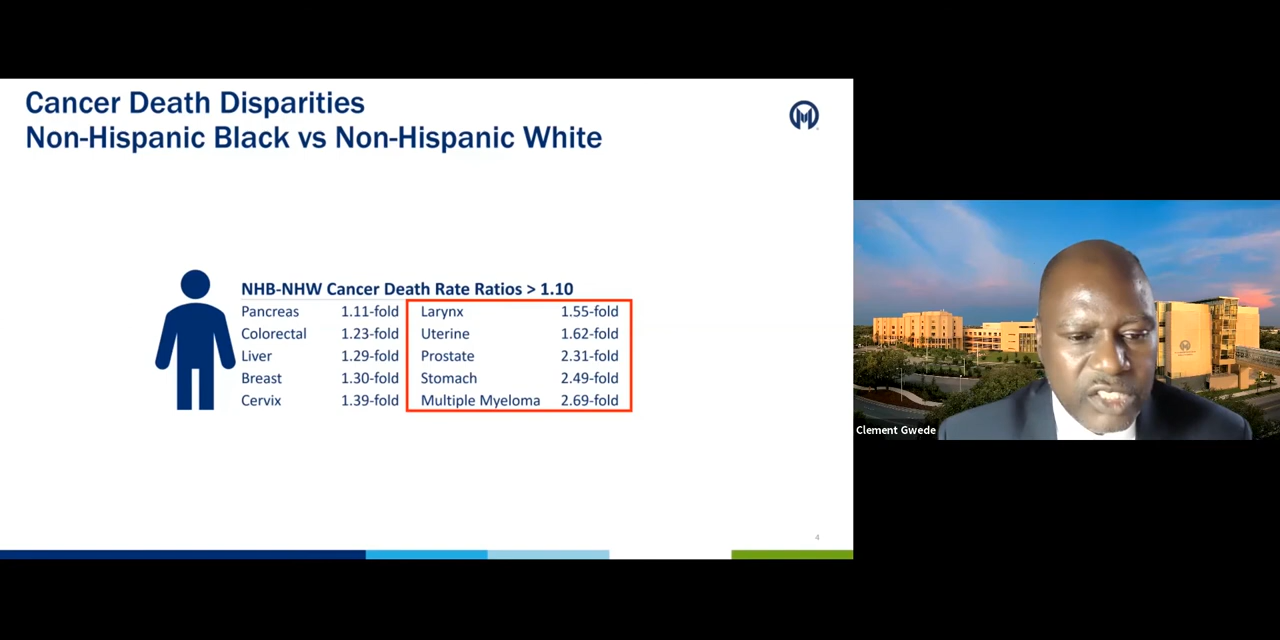 Cancer Death Disparities
Non-Hispanic Black vs Non-Hispanic White
NHB-NHW Cancer Death Rate Ratios > 1.10
Pancreas 1.11-fold Larynx 1.55-fold
Colorectal 1.23-fold Uterine 1.62-fold
Liver 1.29-fold Prostate 2.31-fold
Breast 1.30-fold Stomach 2.49-fold
Cervix 1.39-fold Multiple Myeloma 2.69-fold
4
Clement Gwede